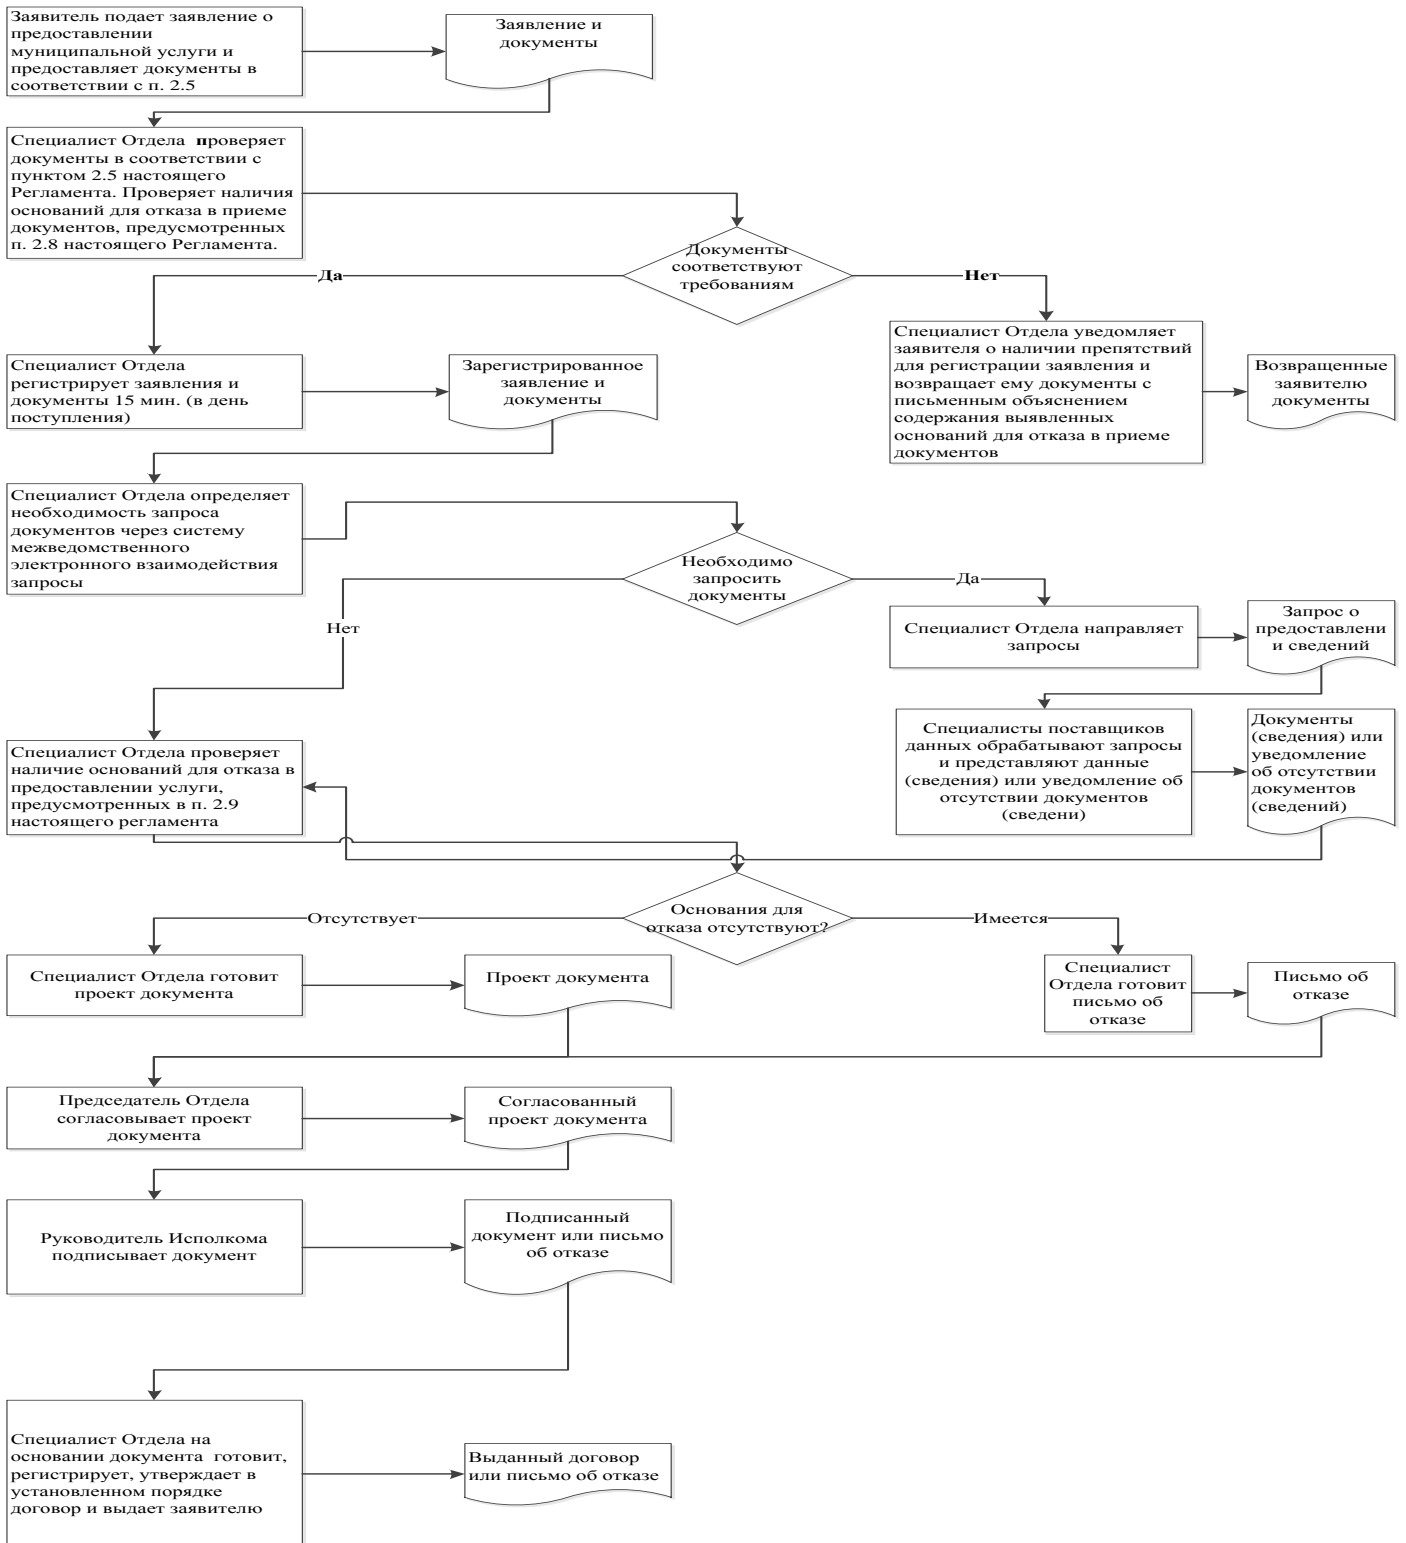 Заявитель подает заявление о
предоставлении
муниципальной услуги и
предоставляет документы в
соответствии с п. 2.5
Заявление и
документы
Специалист Отдела  проверяет
документы в соответствии с
пунктом 2.5 настоящего
Регламента. Проверяет наличия
оснований для отказа в приеме
документов, предусмотренных
п. 2.8 настоящего Регламента.
Документы
соответствуют
требованиям
Да
Нет
Специалист Отдела
регистрирует заявления и
документы 15 мин. (в день
поступления)
Зарегистрированное
заявление и
документы
Специалист Отдела уведомляет
заявителя о наличии препятствий
для регистрации заявления и
возвращает ему документы с
письменным объяснением
содержания выявленных
оснований для отказа в приеме
документов
Возвращенные
заявителю
документы
Специалист Отдела определяет
необходимость запроса
документов через систему
межведомственного
электронного взаимодействия
запросы
Необходимо
запросить
документы
Да
Нет
Специалист Отдела направляет
запросы
Запрос о
предоставлени
и сведений
Специалисты поставщиков
данных обрабатывают запросы
и представляют данные
(сведения) или уведомление об
отсутствии документов
(сведени)
Документы
(сведения) или
уведомление
об отсутствии
документов
(сведений)
Специалист Отдела проверяет
наличие оснований для отказа в
предоставлении услуги,
предусмотренных в п. 2.9
настоящего регламента
Основания для
отказа отсутствуют?
Отсутствует
Имеется
Специалист Отдела готовит
проект документа
Проект документа
Специалист
Отдела готовит
письмо об
отказе
Письмо об
отказе
Председатель Отдела
согласовывает проект
документа
Согласованный
проект документа
Руководитель Исполкома
подписывает документ
Подписанный
документ или письмо
об отказе
Специалист Отдела на
основании документа  готовит,
регистрирует, утверждает в
установленном порядке
договор и выдает заявителю
Выданный договор
или письмо об отказе